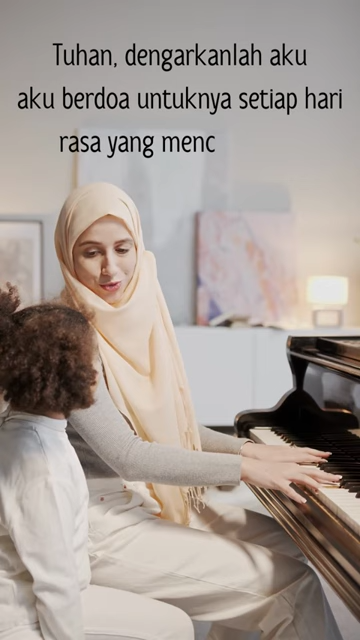 Tuhan, dengarkanlah aku
aku berdoa untuknya setiap hari
rasa yang menc